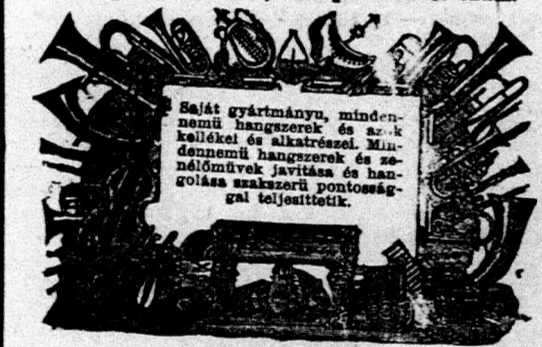 Saját gyártmányu, minden-
nemü hangszerek és azok
kellékei és alkatrészei. Min-
dennemü hangszerek és ze-
nélőművek javitása és han-
golása szakszerü pontosság-
gal teljesittetik.